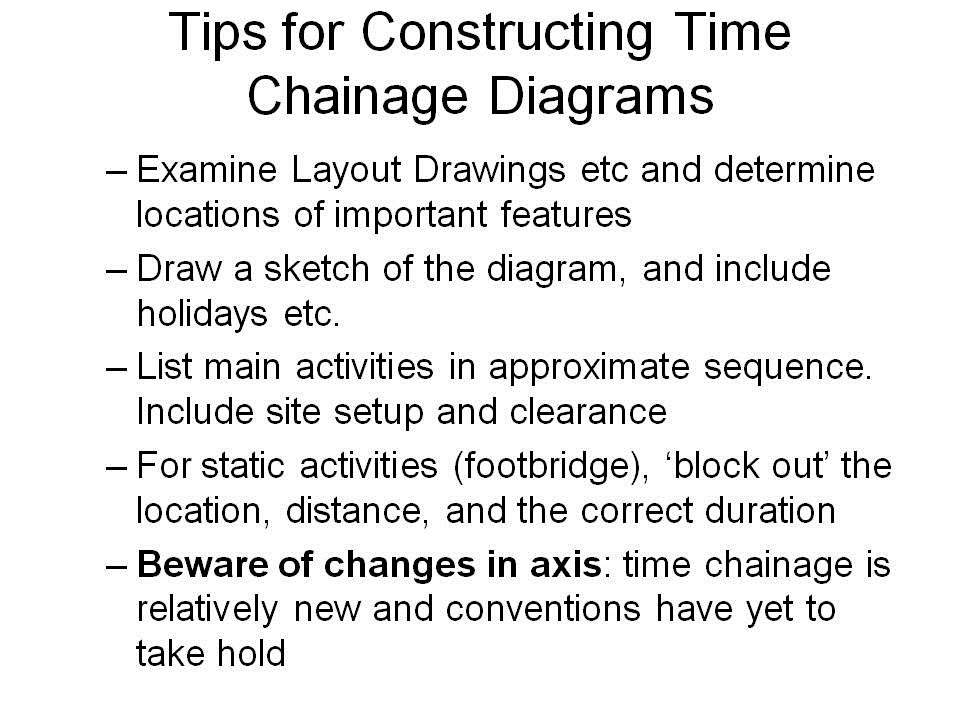 Tips for Constructing Time
Chainage Diagrams
– Examine Layout Drawings etc and determine
locations of important features
– Draw a sketch of the diagram, and include
holidays etc.
– List main activities in approximate sequence.
Include site setup and clearance
– For static activities (footbridge), ‘block out’ the
location, distance, and the correct duration
– Beware of changes in axis: time chainage is
relatively new and conventions have yet to
take hold